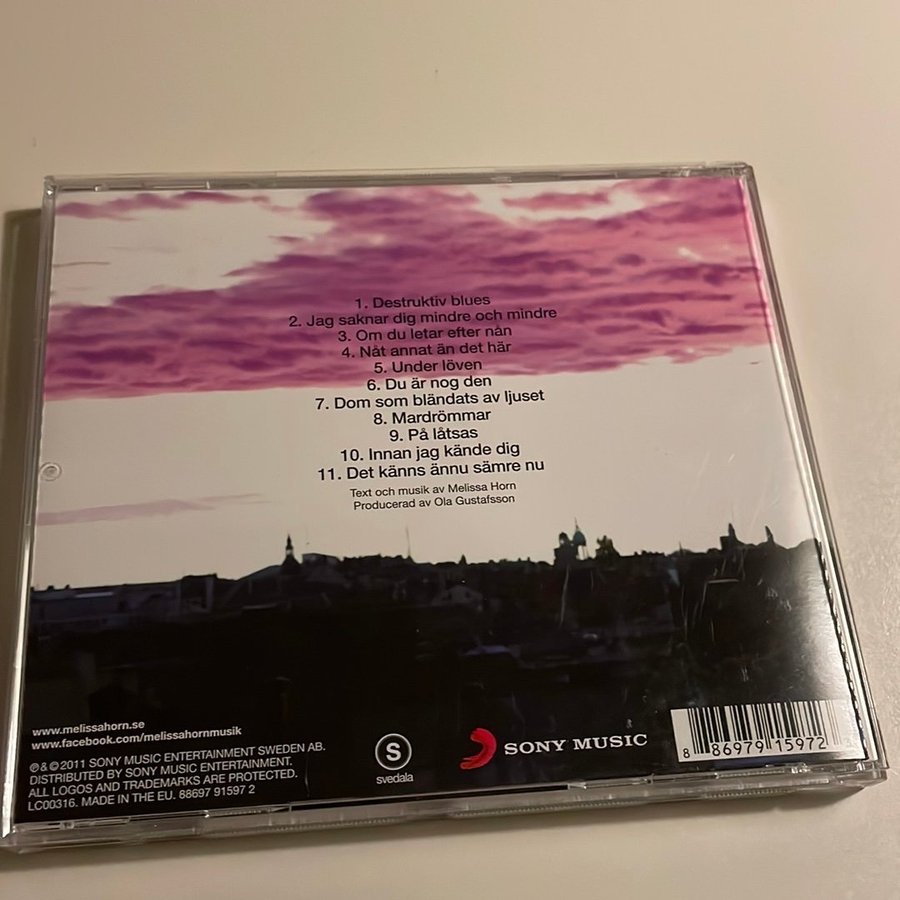 1. Destruktiv blues
2. Jag saknar dig mindre och mindre
3. Om du letar efter nån
4. Nåt annat än det här
5. Under löven
6. Du är nog den
7. Dom som bländats av ljuset
8. Mardrömmar
9. På låtsas
10. Innan jag kände dig
11. Det känns ännu sämre nu
Text och musik av Melissa Horn
Producerad av Ola Gustafsson
www.melissahorn.se
www.facebook.com/melissahornmusik
℗ & © 2011 SONY MUSIC ENTERTAINMENT SWEDEN AB.
DISTRIBUTED BY SONY MUSIC ENTERTAINMENT.
ALL LOGOS AND TRADEMARKS ARE PROTECTED.
LC00316. MADE IN THE EU. 88697 91597 2
S
svedala
SONY MUSIC
8 86979 15972